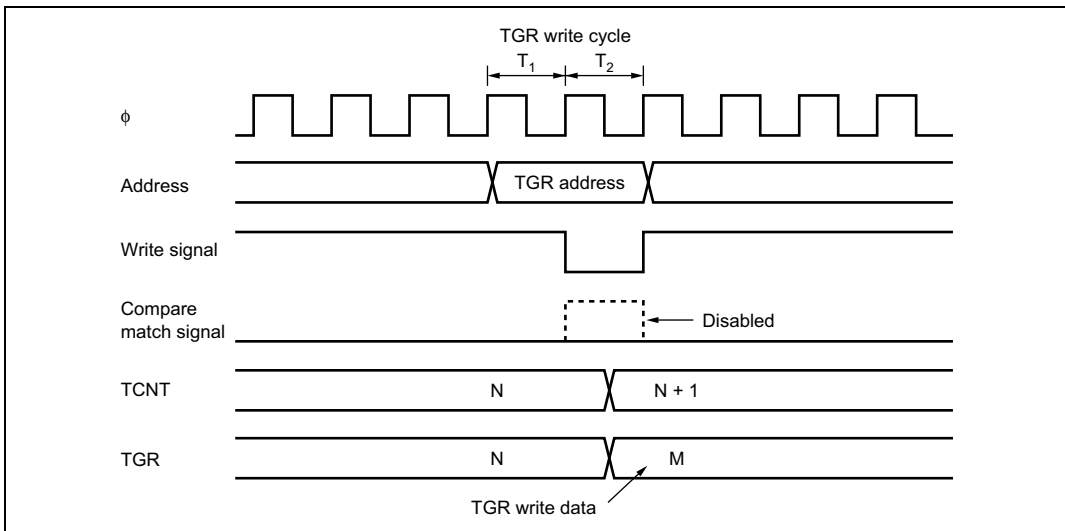 TGR write cycle
T1 T2
ϕ
Address
TGR address
Write signal
Compare
match signal
Disabled
TCNT
N
N + 1
TGR
N
M
TGR write data